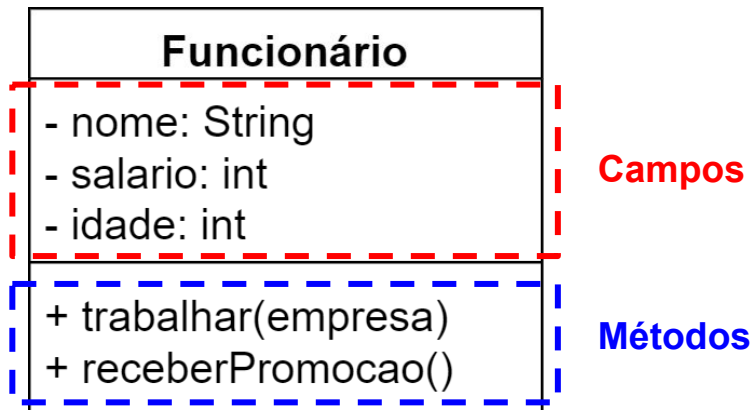 Funcionário
- nome: String
- salario: int
- idade: int
Campos
+ trabalhar(empresa)
+ receberPromocao()
Métodos